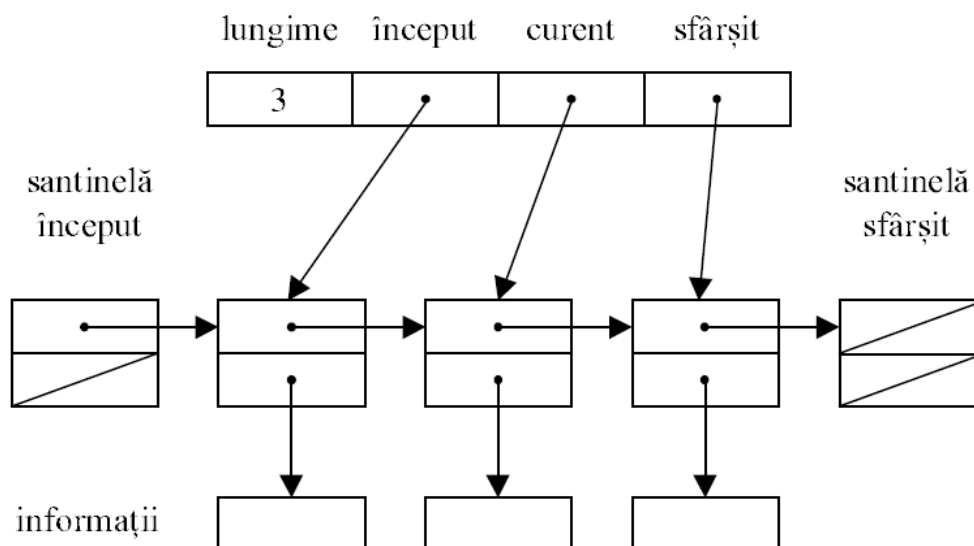 lungime început curent sfârșit
3
santinelă
început
santinelă
sfârșit
informații